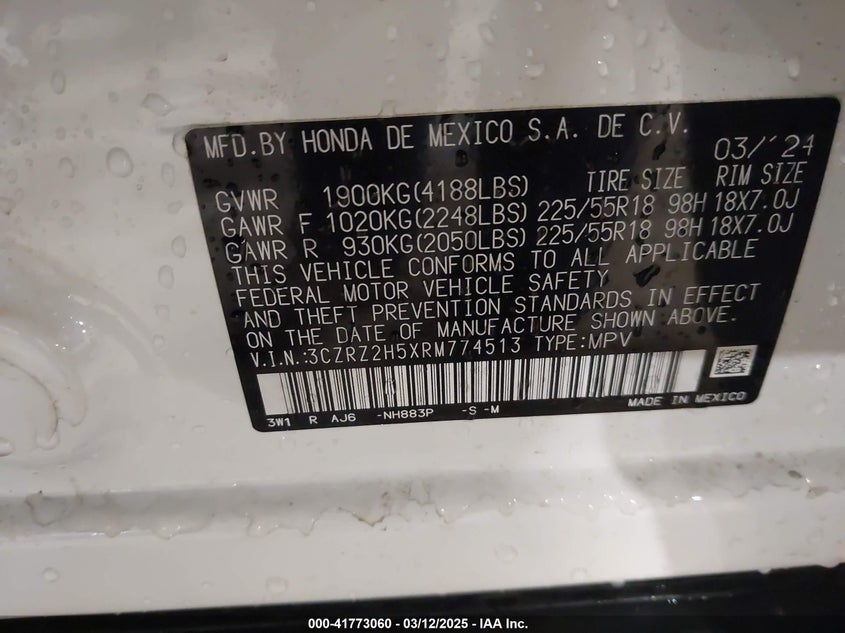 MFD.BY HONDA DE MEXICO S.A. DE C.V.
03/'24
TIRE SIZE RIM SIZE
GVWR 1900KG(4188LBS)
GAWR F 1020KG(2248LBS) 225/55R18 98H 18X7.0J
GAWR R 930KG(2050LBS) 225/55R18 98H 18X7.0J
THIS VEHICLE CONFORMS TO ALL APPLICABLE
FEDERAL MOTOR VEHICLE SAFETY
AND THEFT PREVENTION STANDARDS IN EFFECT
ON THE DATE OF MANUFACTURE SHOWN ABOVE.
V.I.N.:3CZRZ2H5XRM774513 TYPE:MPV
3W1 R AJ6 -NH883P -S -M
MADE IN MEXICO
000-41773060 - 03/12/2025 - IAA Inc.